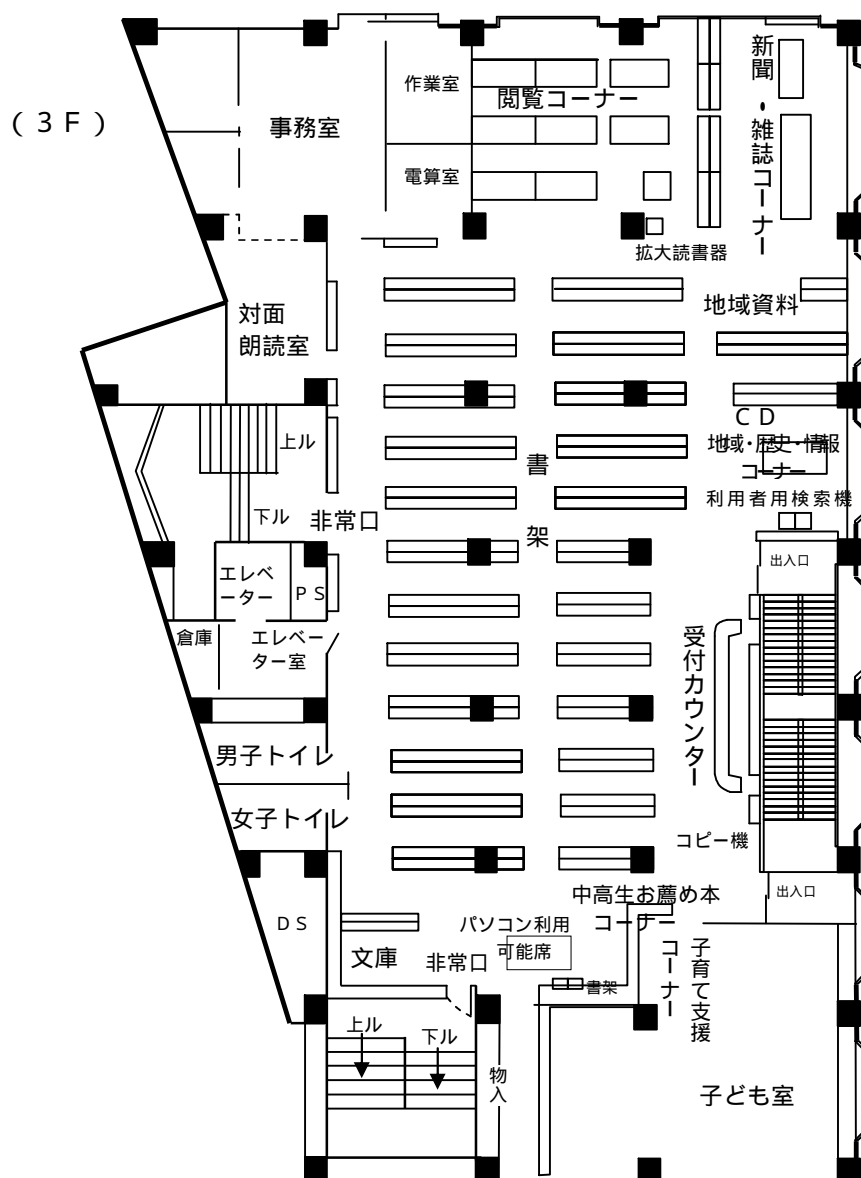 (３Ｆ)
事務室
作業室
電算室
閲覧コーナー
新聞・雑誌コーナー
拡大読書器
対面
朗読室
地域資料
ＣＤ
地域・歴史・情報
コーナー
利用者用検索機
上ル
下ル
非常口
書架
出入口
エレベ
ーター
ＰＳ
倉庫
エレベー
ター室
受付カウンター
男子トイレ
女子トイレ
コピー機
出入口
中高生お薦め本
コーナー
ＤＳ
文庫
パソコン利用
可能席
非常口
書架
子育て支援
コーナー
上ル
下ル
物入
子ども室